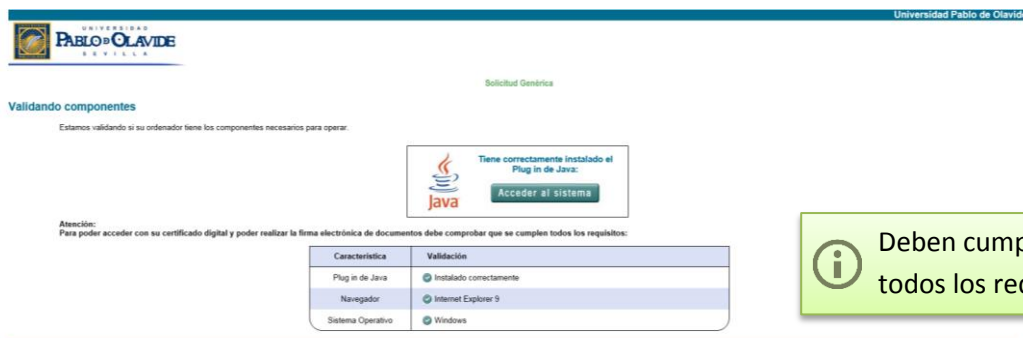 Universidad Pablo de Olavide
UNIVERSIDAD
PABLO DE OLAVIDE
SEVILLA
Solicitud Genérica
Validando componentes
Estamos validando si su ordenador tiene los componentes necesarios para operar.
Tiene correctamente instalado el
Plug in de Java:
Acceder al sistema
Java
Atención:
Para poder acceder con su certificado digital y poder realizar la firma electrónica de documentos debe comprobar que se cumplen todos los requisitos:
Característica Validación
Plug in de Java Instalado correctamente
Navegador Internet Explorer 9
Sistema Operativo Windows
Deben cump
todos los re